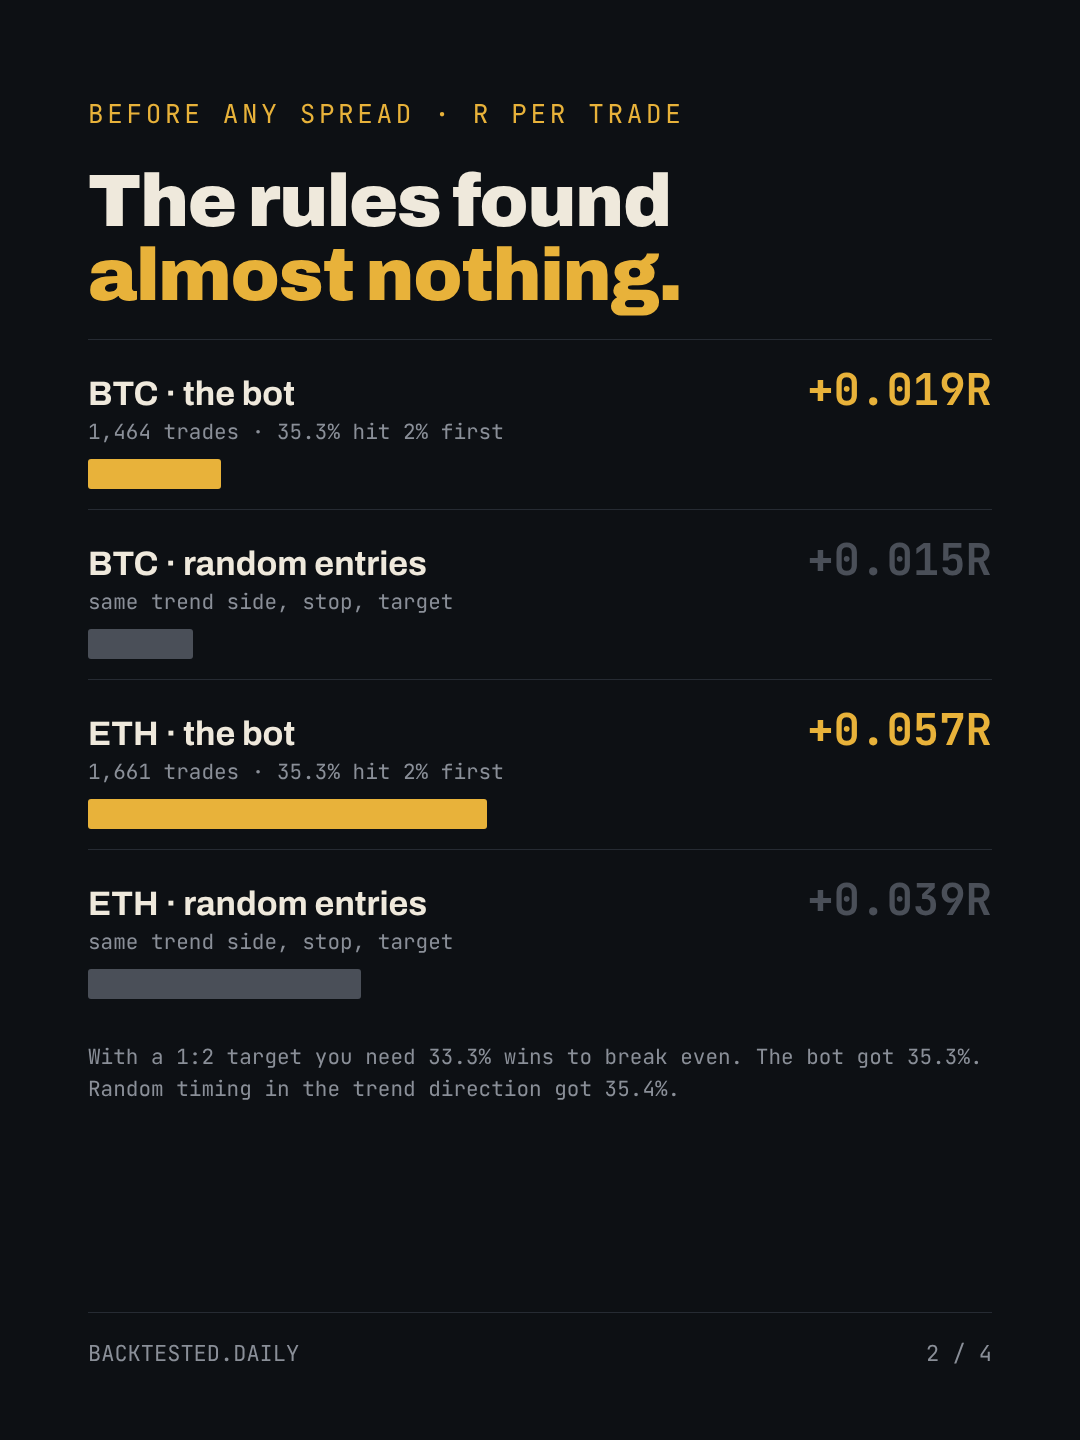 BEFORE ANY SPREAD · R PER TRADE
The rules found
almost nothing.
BTC · the bot
+0.019R
1,464 trades · 35.3% hit 2% first
BTC · random entries
+0.015R
same trend side, stop, target
ETH · the bot
+0.057R
1,661 trades · 35.3% hit 2% first
ETH · random entries
+0.039R
same trend side, stop, target
With a 1:2 target you need 33.3% wins to break even. The bot got 35.3%.
Random timing in the trend direction got 35.4%.
BACKTESTED.DAILY
2 / 4